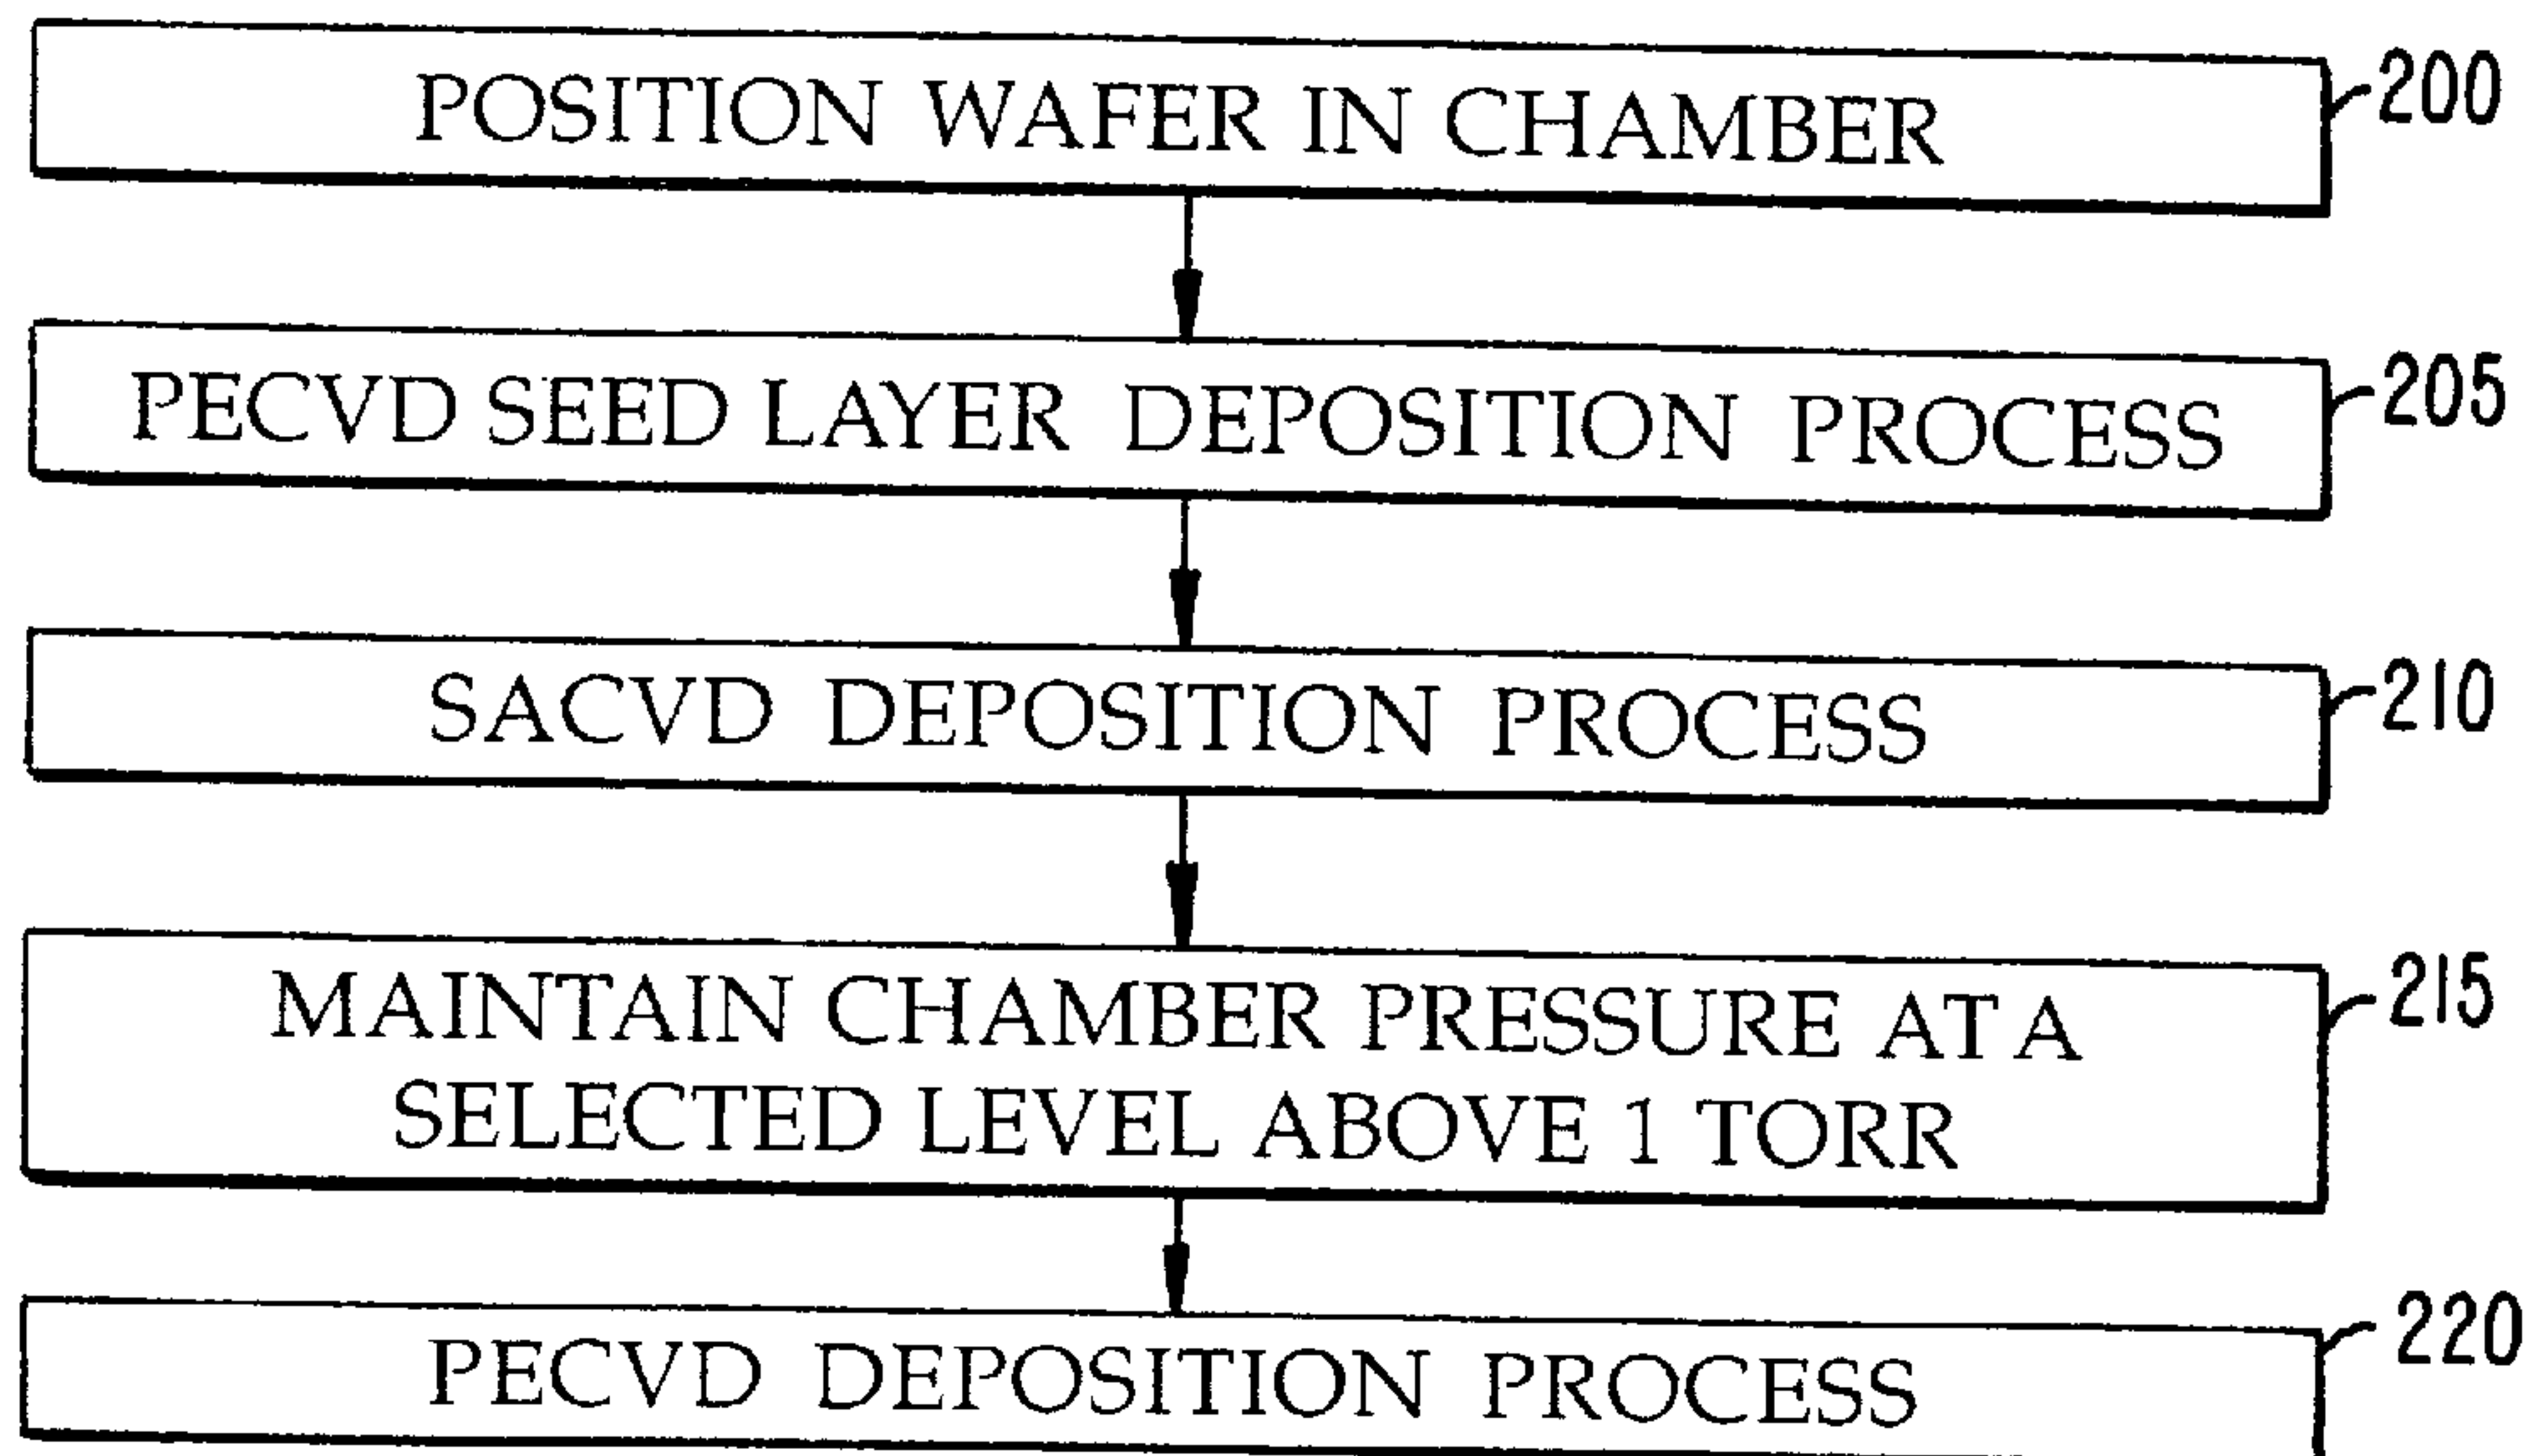 POSITION WAFER IN CHAMBER
200
PECVD SEED LAYER DEPOSITION PROCESS
205
SACVD DEPOSITION PROCESS
210
MAINTAIN CHAMBER PRESSURE AT A
SELECTED LEVEL ABOVE 1 TORR
215
PECVD DEPOSITION PROCESS
220